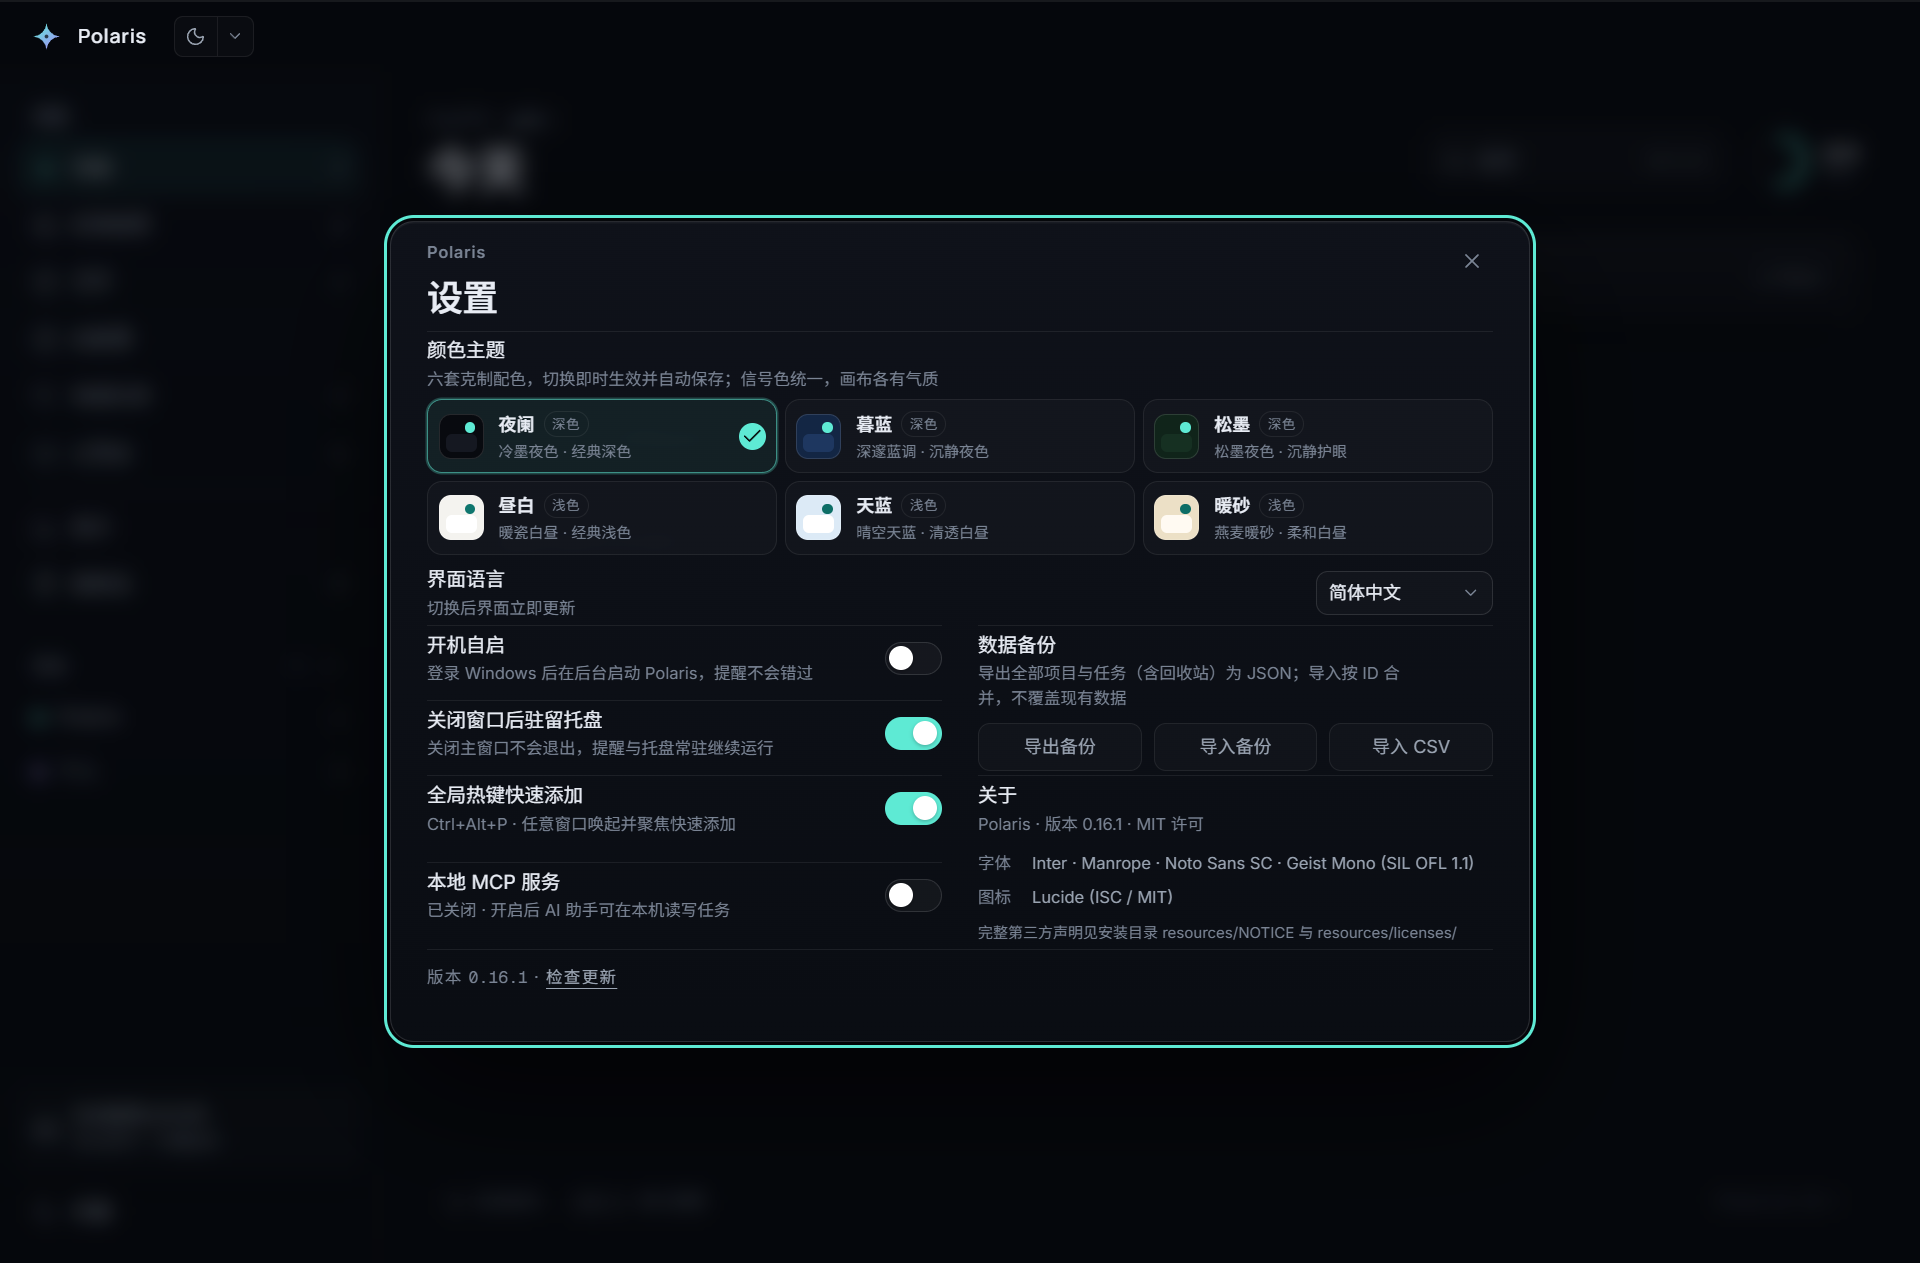 Polaris
Polaris
设置
颜色主题
六套克制配色，切换即时生效并自动保存；信号色统一，画布各有气质
夜阑 深色
冷墨夜色 · 经典深色
暮蓝 深色
深邃蓝调 · 沉静夜色
松墨 深色
松墨夜色 · 沉静护眼
昼白 浅色
暖瓷白昼 · 经典浅色
天蓝 浅色
晴空天蓝 · 清透白昼
暖砂 浅色
燕麦暖砂 · 柔和白昼
界面语言
切换后界面立即更新
简体中文
开机自启
登录 Windows 后在后台启动 Polaris，提醒不会错过
关闭窗口后驻留托盘
关闭主窗口不会退出，提醒与托盘常驻继续运行
全局热键快速添加
Ctrl+Alt+P · 任意窗口唤起并聚焦快速添加
本地 MCP 服务
已关闭 · 开启后 AI 助手可在本机读写任务
数据备份
导出全部项目与任务（含回收站）为 JSON；导入按 ID 合
并，不覆盖现有数据
导出备份
导入备份
导入 CSV
关于
Polaris · 版本 0.16.1 · MIT 许可
字体 Inter · Manrope · Noto Sans SC · Geist Mono (SIL OFL 1.1)
图标 Lucide (ISC / MIT)
完整第三方声明见安装目录 resources/NOTICE 与 resources/licenses/
版本 0.16.1 · 检查更新